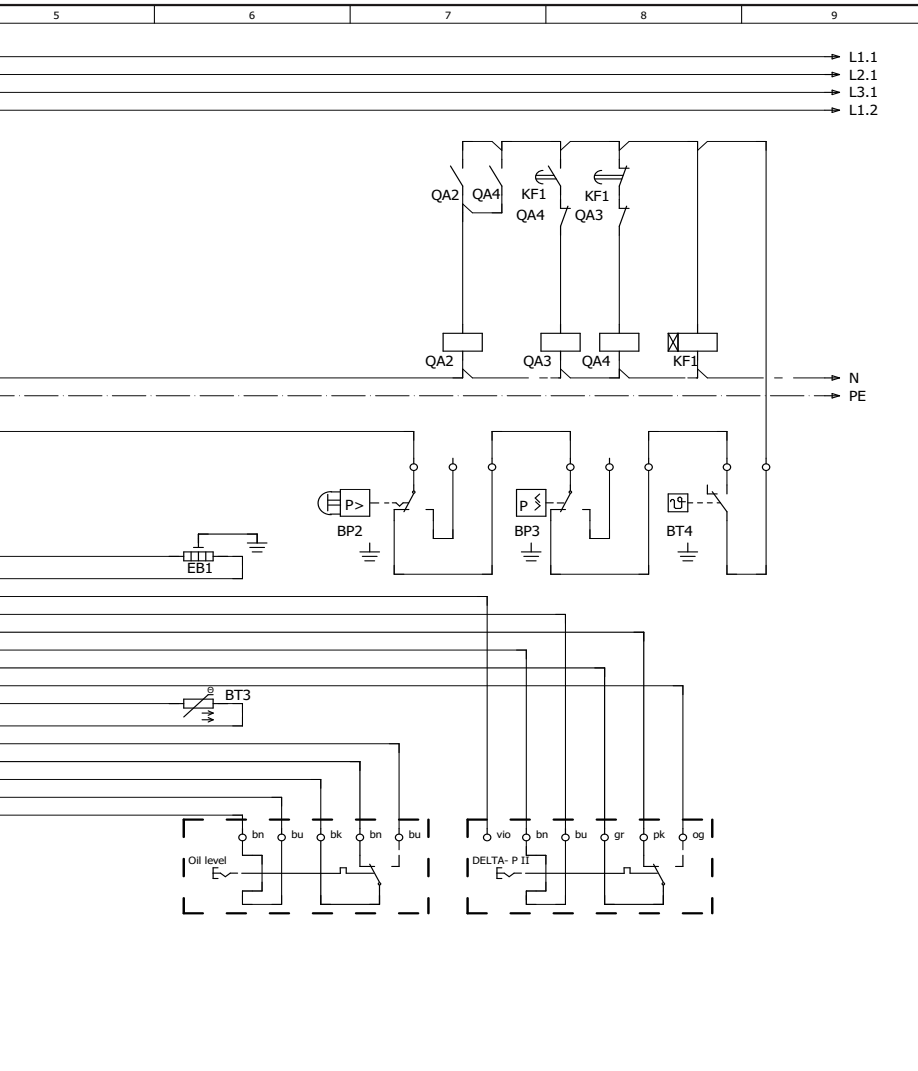 5 6 7 8 9
L1.1
L2.1
L3.1
L1.2
QA2 QA4 KF1 KF1
QA4 QA3
QA2 QA3 QA4 KF1
N
PE
P> P
BP2 BP3 BT4
EB1
Θ
BT3
bn bu bk bn bu vio bn bu gr pk og
Oil level DELTA- P II